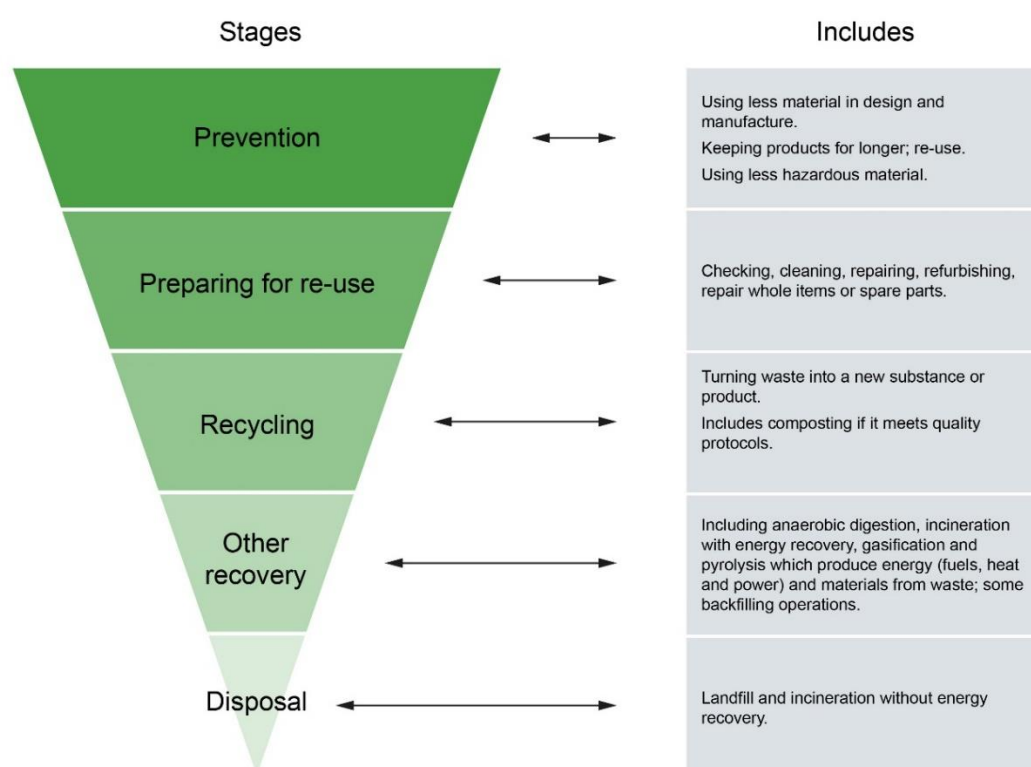 Stages
Includes
Prevention
Using less material in design and
manufacture.
Keeping products for longer; re-use.
Using less hazardous material.
Preparing for re-use
Checking, cleaning, repairing, refurbishing,
repair whole items or spare parts.
Recycling
Turning waste into a new substance or
product.
Includes composting if it meets quality
protocols.
Other
recovery
Including anaerobic digestion, incineration
with energy recovery, gasification and
pyrolysis which produce energy (fuels, heat
and power) and materials from waste; some
backfilling operations.
Disposal
Landfill and incineration without energy
recovery.